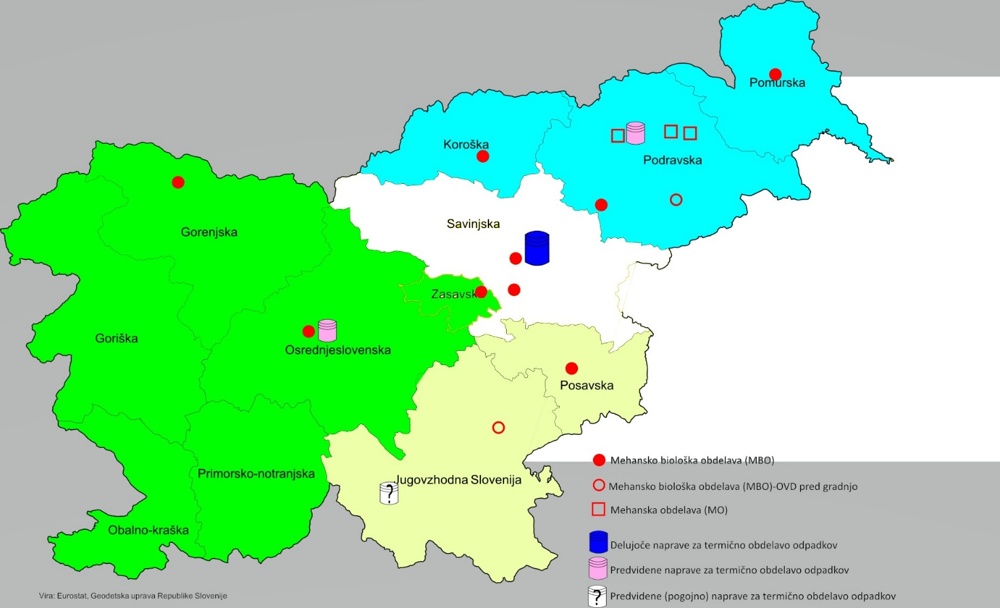 Pomurska
Koroška
Podravska
Savinjska
Gorenjska
Zasavsk
Goriška
Osrednjeslovenska
Posavska
Primorsko-notranjska
Jugovzhodna Slovenija
?
Obalno-kraška
Mehansko biološka obdelava (MBO)
Mehansko biološka obdelava (MBO)-OVD pred gradnjo
Mehanska obdelava (MO)
Delujoče naprave za termično obdelavo odpadkov
Predvidene naprave za termično obdelavo odpadkov
? Predvidene (pogojno) naprave za termično obdelavo odpadkov
Vira: Eurostat, Geodetska uprava Republike Slovenije